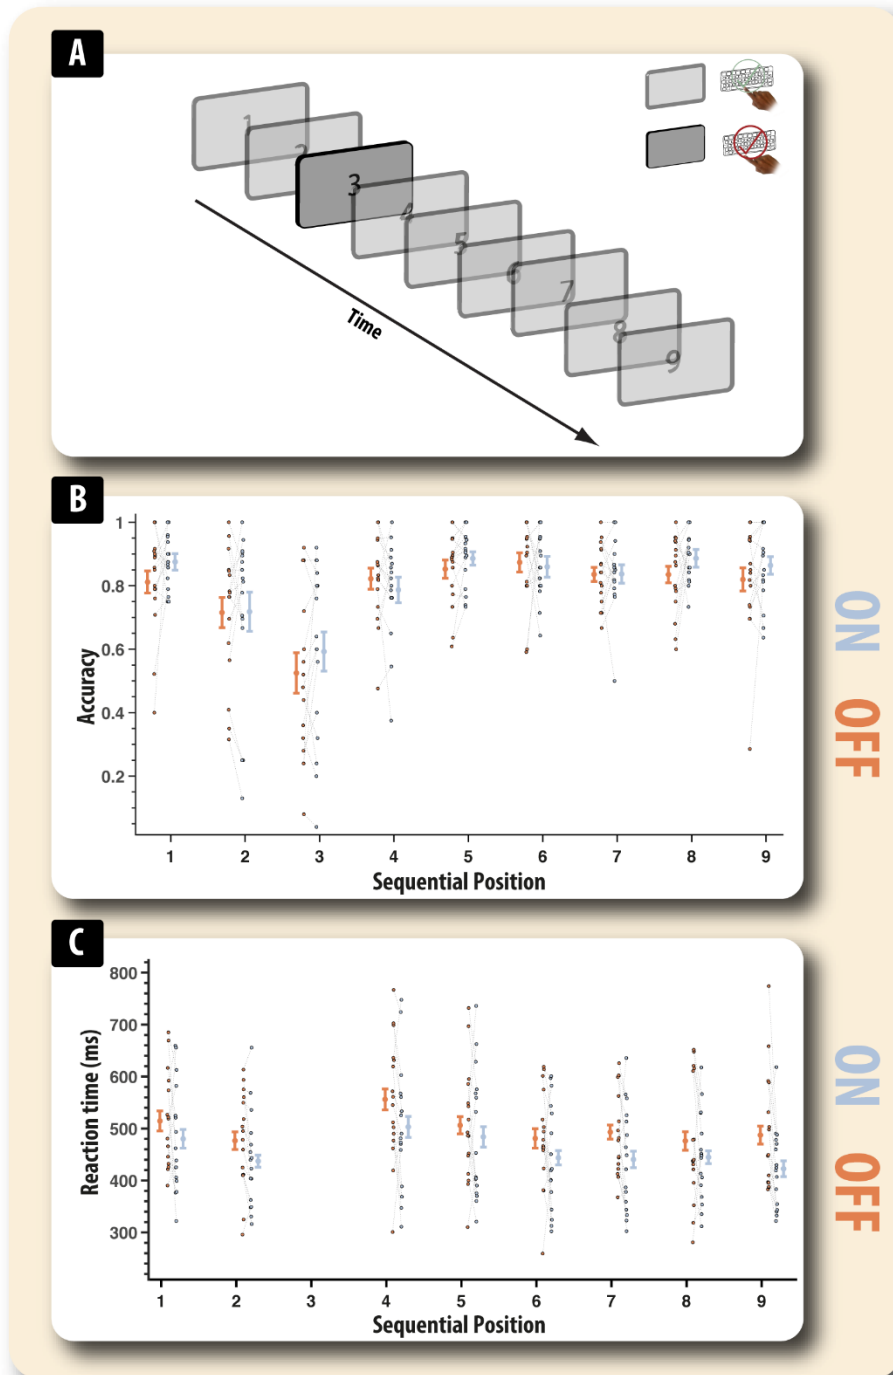 A
1
2
3
4
5
6
7
8
9
Time
B
ON
OFF
Accuracy
1
0.8
0.6
0.4
0.2
1 2 3 4 5 6 7 8 9
Sequential Position
C
ON
OFF
Reaction time (ms)
800
700
600
500
400
300
1 2 3 4 5 6 7 8 9
Sequential Position